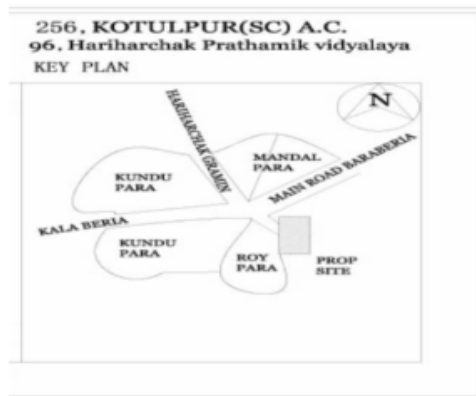 256, KOTULPUR(SC) A.C.
96, Hariharchak Prathamik vidyalaya
KEY PLAN
N
HARIHARCHAK GRAMIN
MANDAL
PARA
MAIN ROAD BARABERIA
KUNDU
PARA
KALA BERIA
KUNDU
PARA
ROY
PARA
PROP
SITE